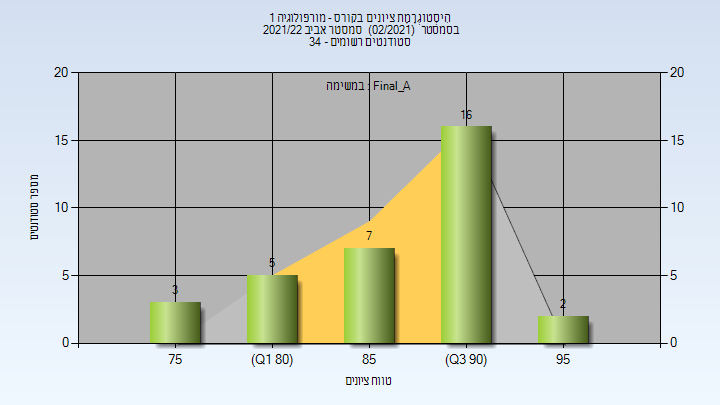 היסטוגרמת ציונים בקורס - מורפולוגיה 1
בסמסטר (02/2021) סמסטר אביב 2021/22
סטודנטים רשומים - 34
במשימה : Final_A
מספר סטודנטים
20
15
10
5
0
20
15
10
5
0
3
5
7
16
2
75
(Q1 80)
85
(Q3 90)
95
טווח ציונים